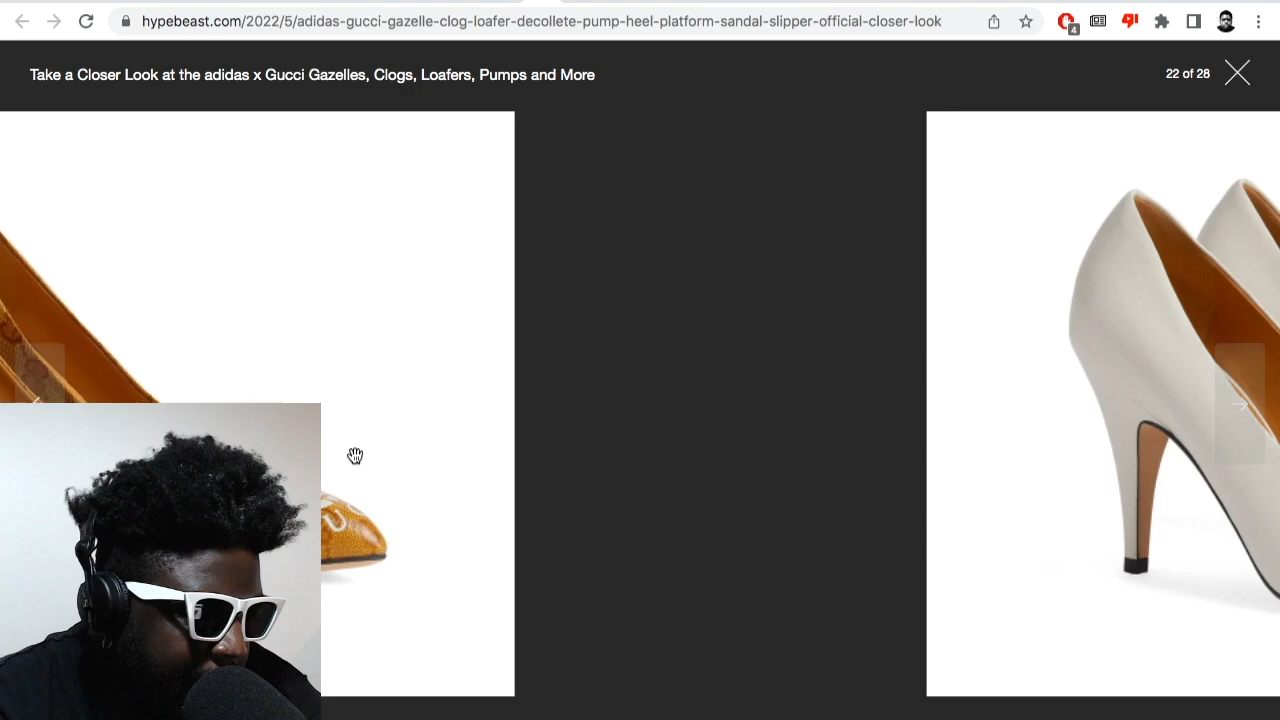 hypebeast.com/2022/5/adidas-gucci-gazelle-clog-loafer-decollete-pump-heel-platform-sandal-slipper-official-closer-look
4
Take a Closer Look at the adidas x Gucci Gazelles, Clogs, Loafers, Pumps and More
22 of 28